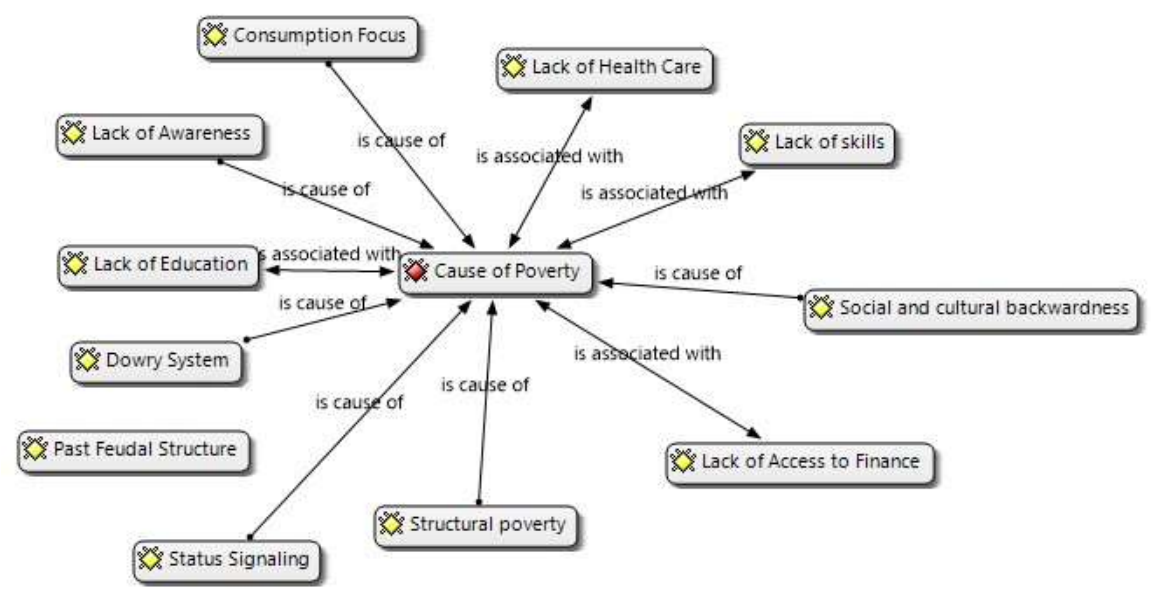 Consumption Focus
Lack of Health Care
Lack of Awareness
is cause of
Lack of skills
is associated with
is cause of
is associated with
Lack of Education
is associated with
Cause of Poverty
is cause of
is cause of
Social and cultural backwardness
Dowry System
is associated with
is cause of
is cause of
Past Feudal Structure
Lack of Access to Finance
Structural poverty
Status Signaling